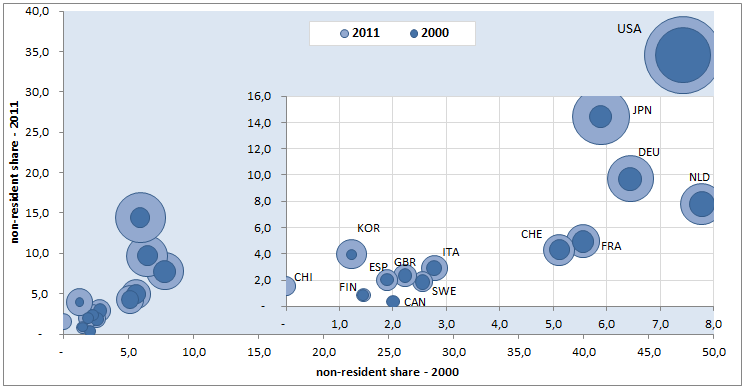 40,0
35,0
30,0
25,0
20,0
15,0
10,0
5,0
-
non-resident share - 2011
2011 2000
USA
16,0
14,0
12,0
10,0
8,0
6,0
4,0
2,0
-
JPN
DEU
NLD
KOR
CHE
FRA
ITA
GBR
ESP
CHI
SWE
FIN
CAN
- 1,0 2,0 3,0 4,0 5,0 6,0 7,0 8,0
- 5,0 10,0 15,0 20,0 25,0 30,0 35,0 40,0 45,0 50,0
non-resident share - 2000